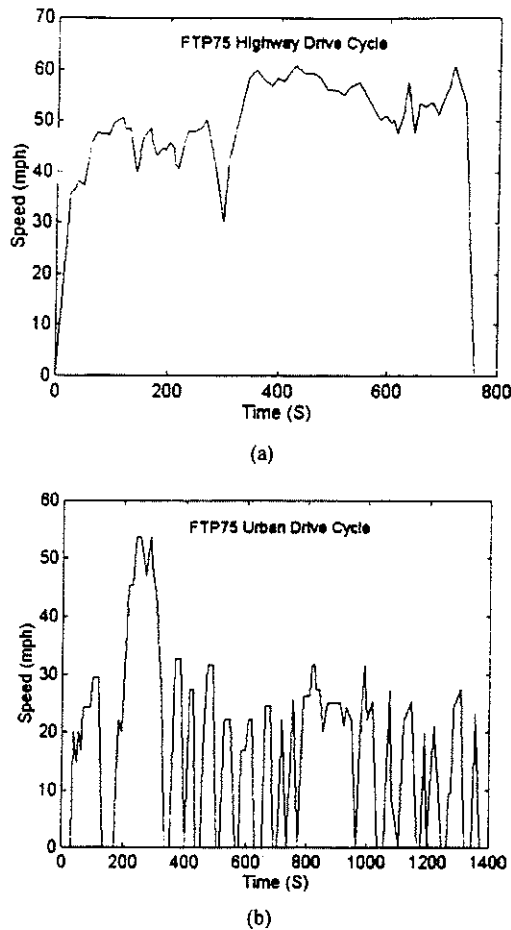 FTP75 Highway Drive Cycle
Speed (mph)
70
60
50
40
30
20
10
0
0 200 400 600 800
Time (S)
(a)
FTP75 Urban Drive Cycle
Speed (mph)
60
50
40
30
20
10
0
0 200 400 600 800 1000 1200 1400
Time (S)
(b)